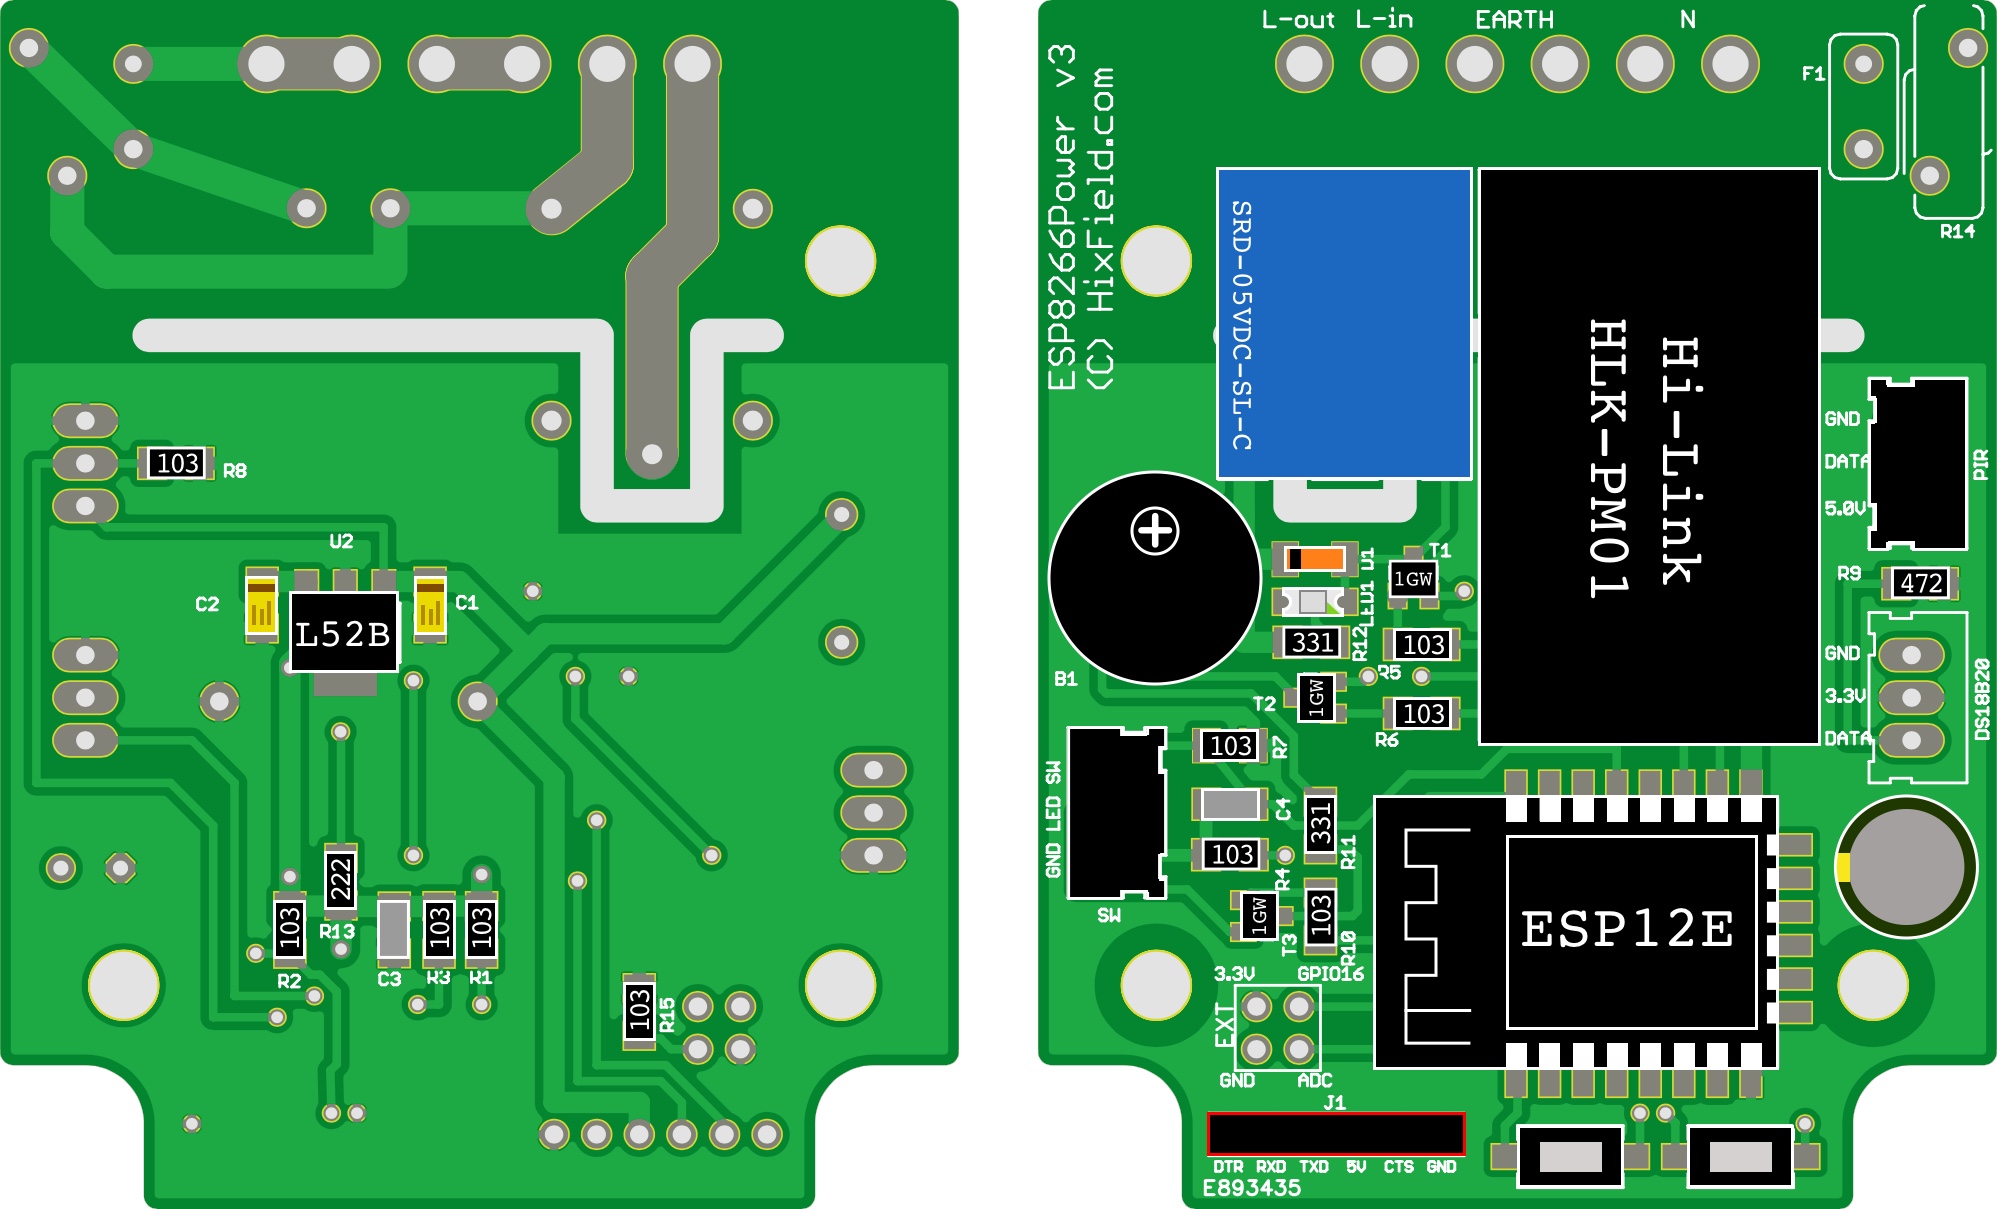 103
R8
U2
C2
L52B
C1
222
103
R13
103
103
R2
C3
R3
R1
103
R15
L-out L-in EARTH N
ESP8266Power v3
(C) HixField.com
F1
R14
SRD-05VDC-SL-C
Hi-Link
HLK-PM01
GND
DATA
5.0V
PIR
R9
472
GND
3.3V
DATA
DS18B20
B1
D1
T1
1GW
LED1
331
R12
103
R5
T2
1GW
103
R6
103
R7
GND LED SW
SW
C4
331
R11
103
R4
1GW
T3
103
R10
ESP12E
3.3V GPIO16
EXT
GND ADC
J1
DTR RXD TXD 5V CTS GND
E893435